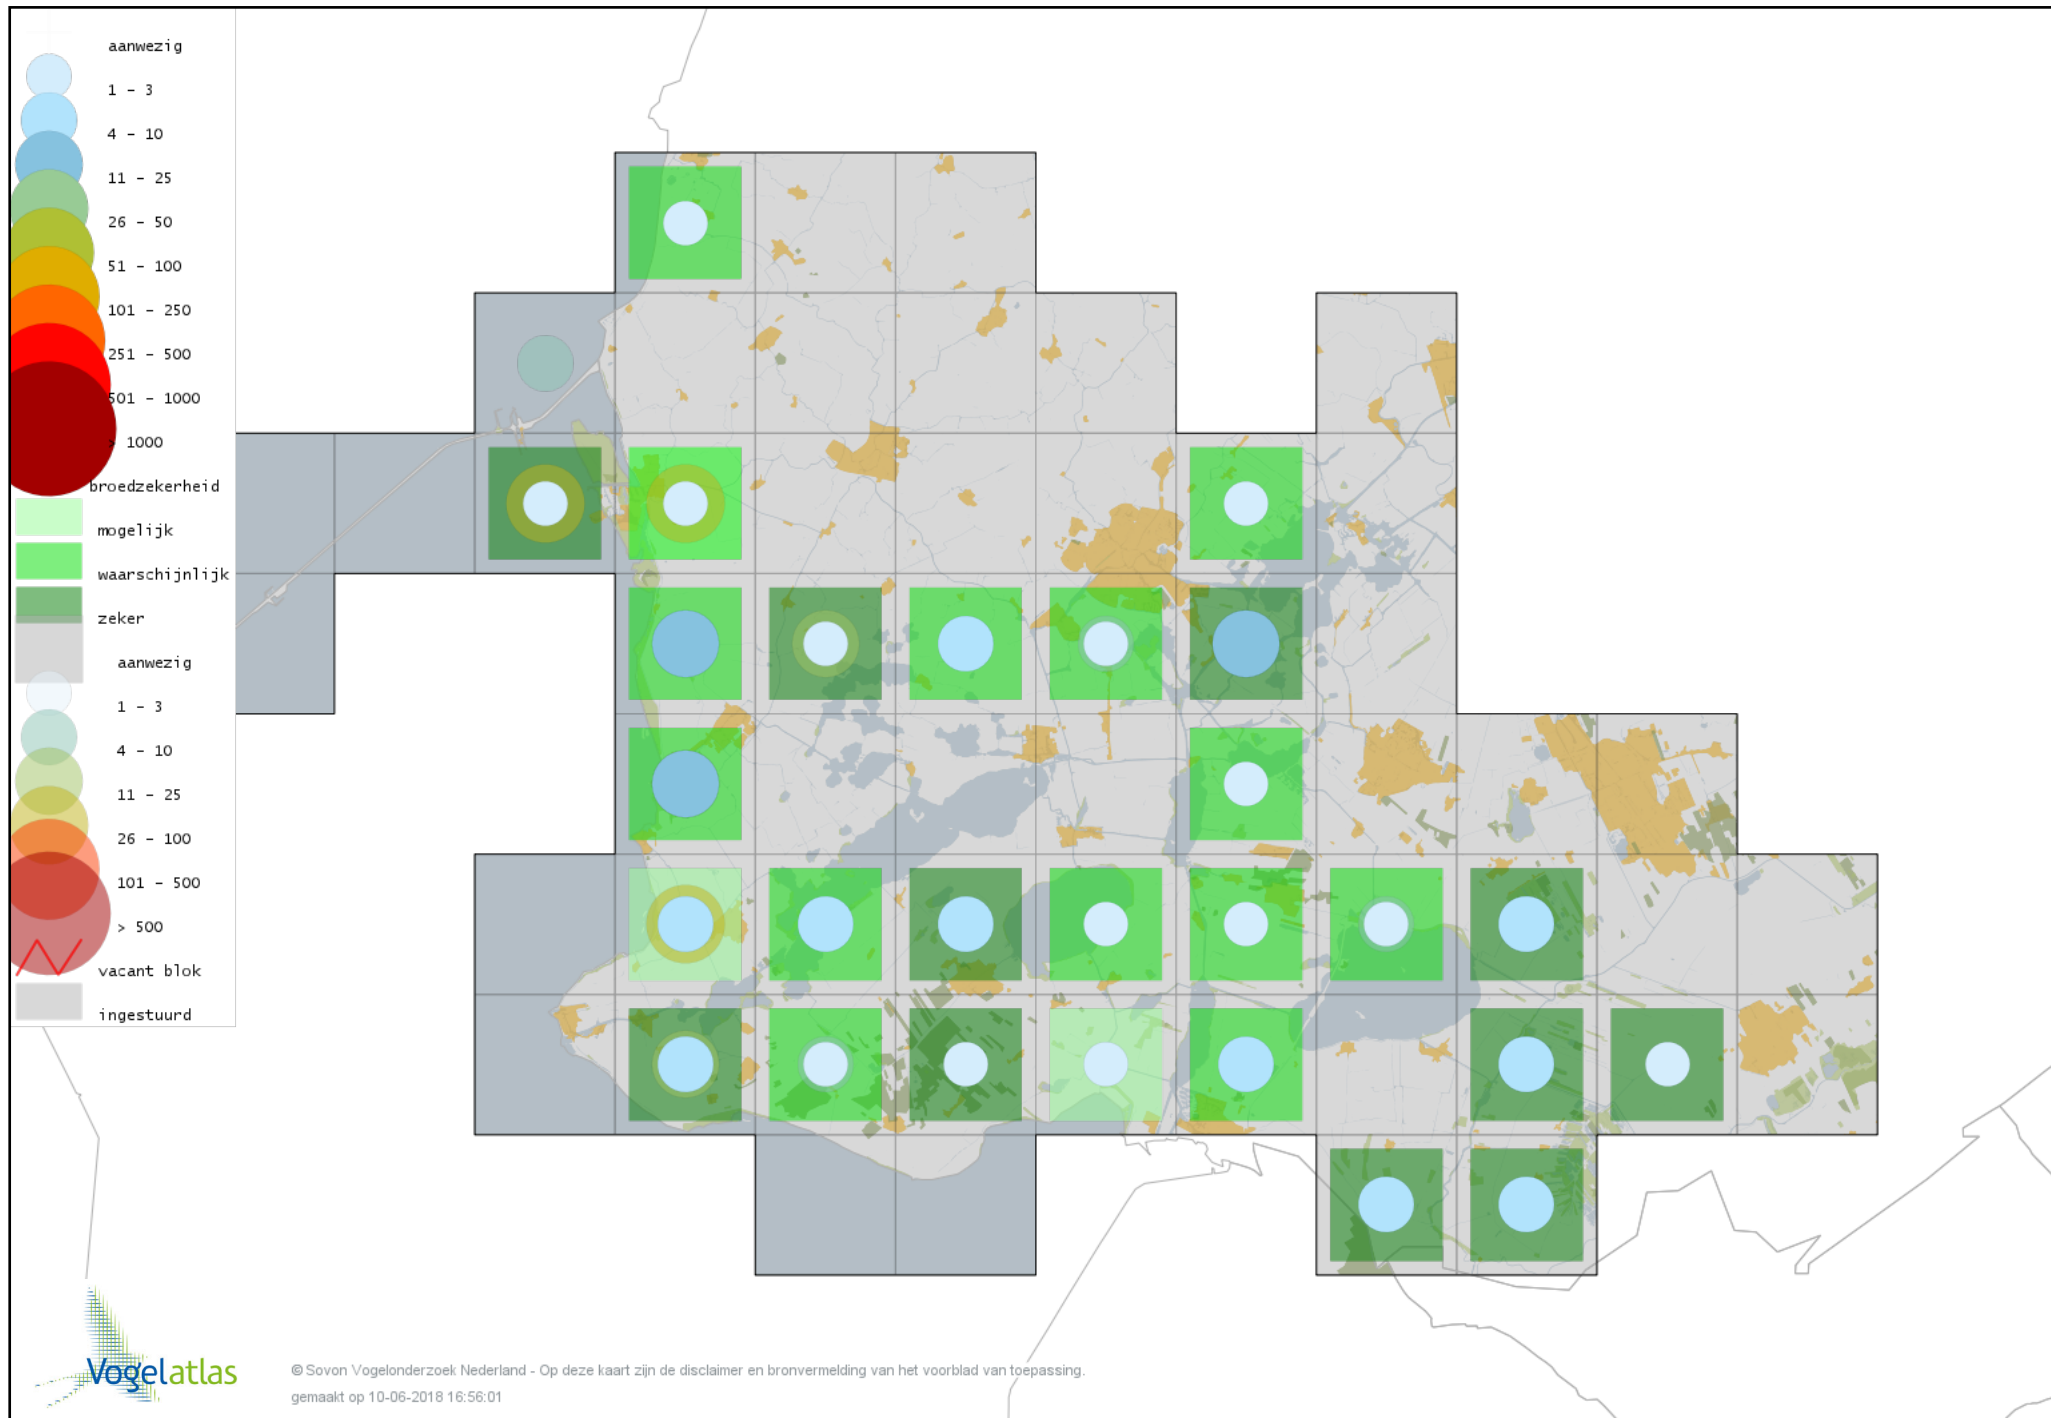 aanwezig
1 - 3
4 - 10
11 - 25
26 - 50
51 - 100
101 - 250
251 - 500
501 - 1000
> 1000
broedzekerheid
mogelijk
waarschijnlijk
zeker
aanwezig
1 - 3
4 - 10
11 - 25
26 - 100
101 - 500
> 500
vacant blok
ingestuurd
Vogelatlas
© Sovon Vogelonderzoek Nederland - Op deze kaart zijn de disclaimer en bronvermelding van het voorblad van toepassing.
gemaakt op 10-06-2018 16:56:01